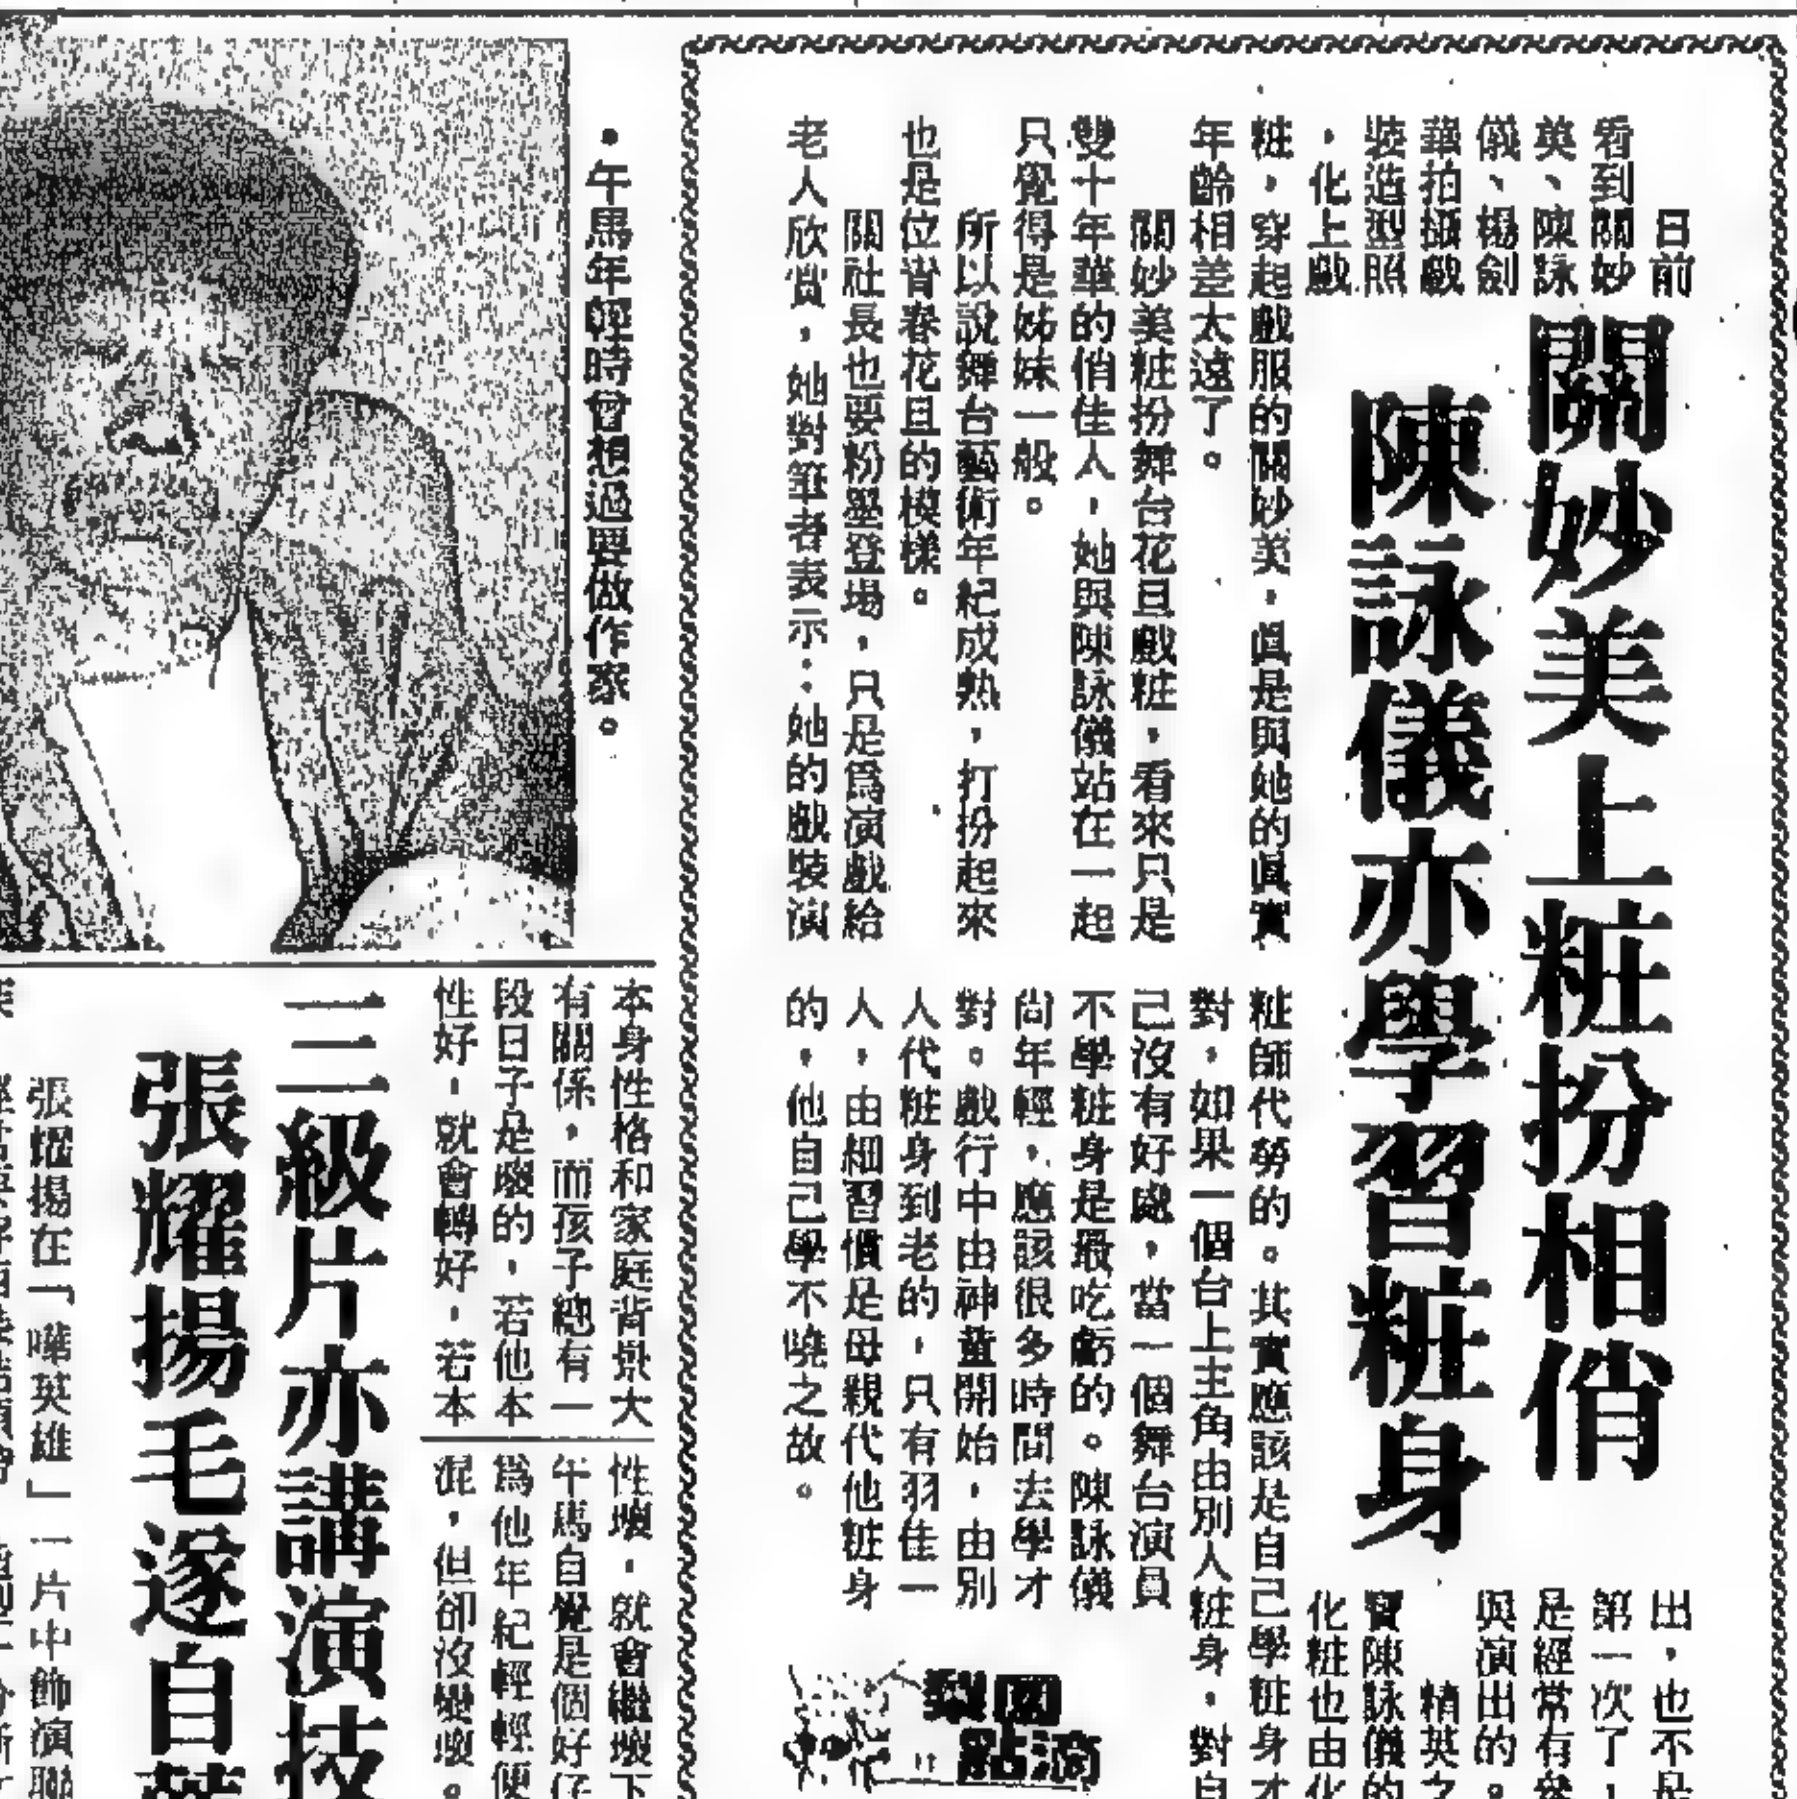 關妙美上粧扮相俏
陳詠儀亦學習粧身
日前
看到關妙
英、陳詠
儀、楊劍
華拍攝戲
裝造型照
，化上戲
粧，穿起戲服的關妙美，眞是與她的眞實
年齡相差太遠了。
關妙美粧扮舞台花旦戲粧，看來只是
雙十年華的俏佳人，她與陳詠儀站在一起
只覺得是姊妹一般。
所以說舞台藝術年紀成熟，打扮起來
也是位青春花旦的模樣。
關社長也要粉墨登場，只是爲演戲給
老人欣賞，她對筆者表示：她的戲裝演
出，也不是
第一次了，
是經常有參
與演出的。
精英之
實陳詠儀的
化粧也由化
粧師代勞的。其實應該是自己學粧身才
對，如果一個台上主角由別人粧身，對自
己沒有好處，當一個舞台演員
不學粧身是最吃虧的。陳詠儀
尙年輕，應該很多時間去學才
對。戲行中由神童開始，由別
人代粧身到老的，只有羽佳一
人，由細習慣是母親代他粧身
的，他自己學不曉之故。
梨園
點滴
•午馬年輕時曾想過要做作家。
本身性格和家庭背景大
有關係，而孩子總有一
段日子是壞的，若他本
性好，就會轉好，若本
性壞，就會繼壞下
午馬自覺是個好仔
爲他年紀輕輕便
混，但卻沒變壞。
三級片亦講演技
張耀揚毛遂自薦
張耀揚在「嘩英雄」一片中飾演聯